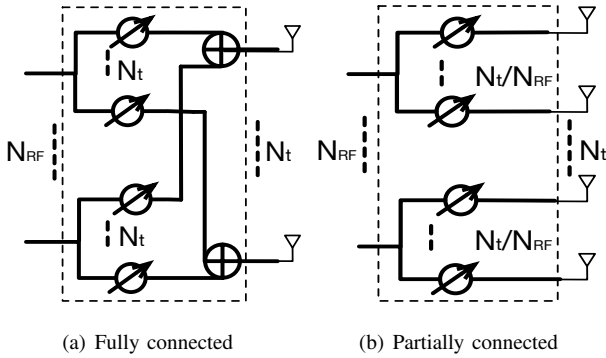 Nt
Nt/NRF
NRF
Nt
NRF
Nt
Nt
Nt/NRF
(a) Fully connected
(b) Partially connected